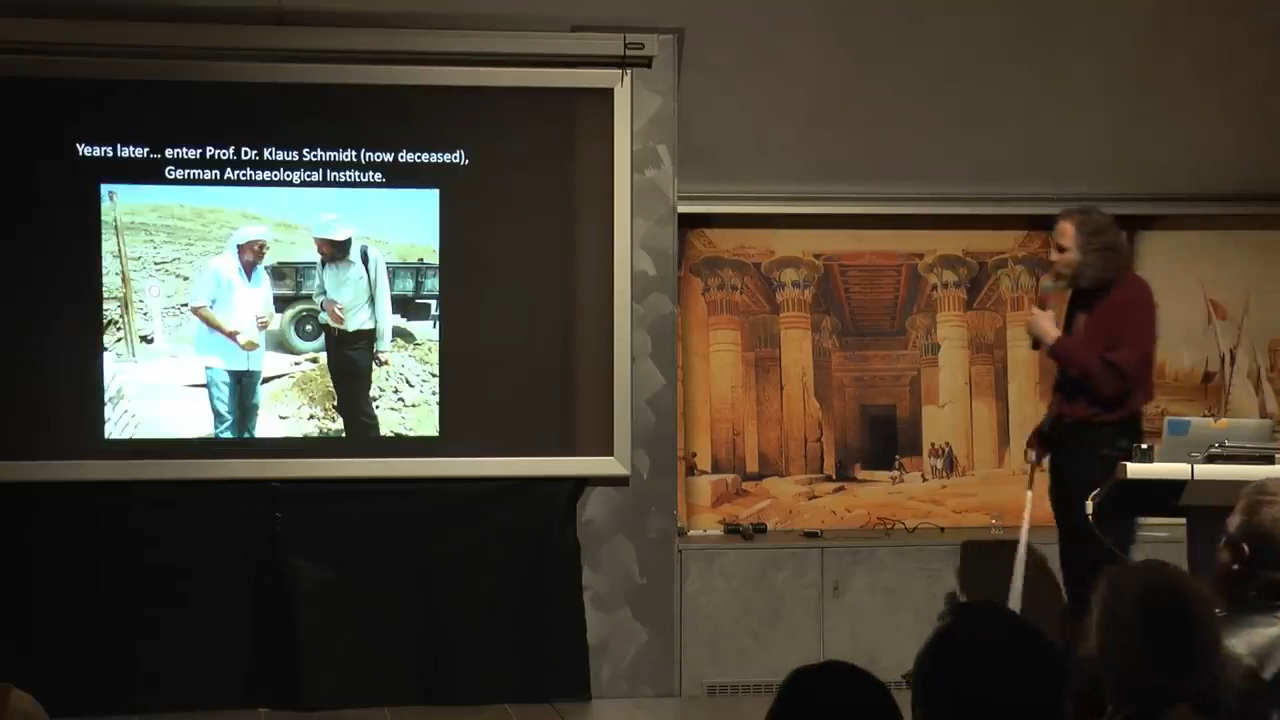 Years later... enter Prof. Dr. Klaus Schmidt (now deceased),
German Archaeological Institute.